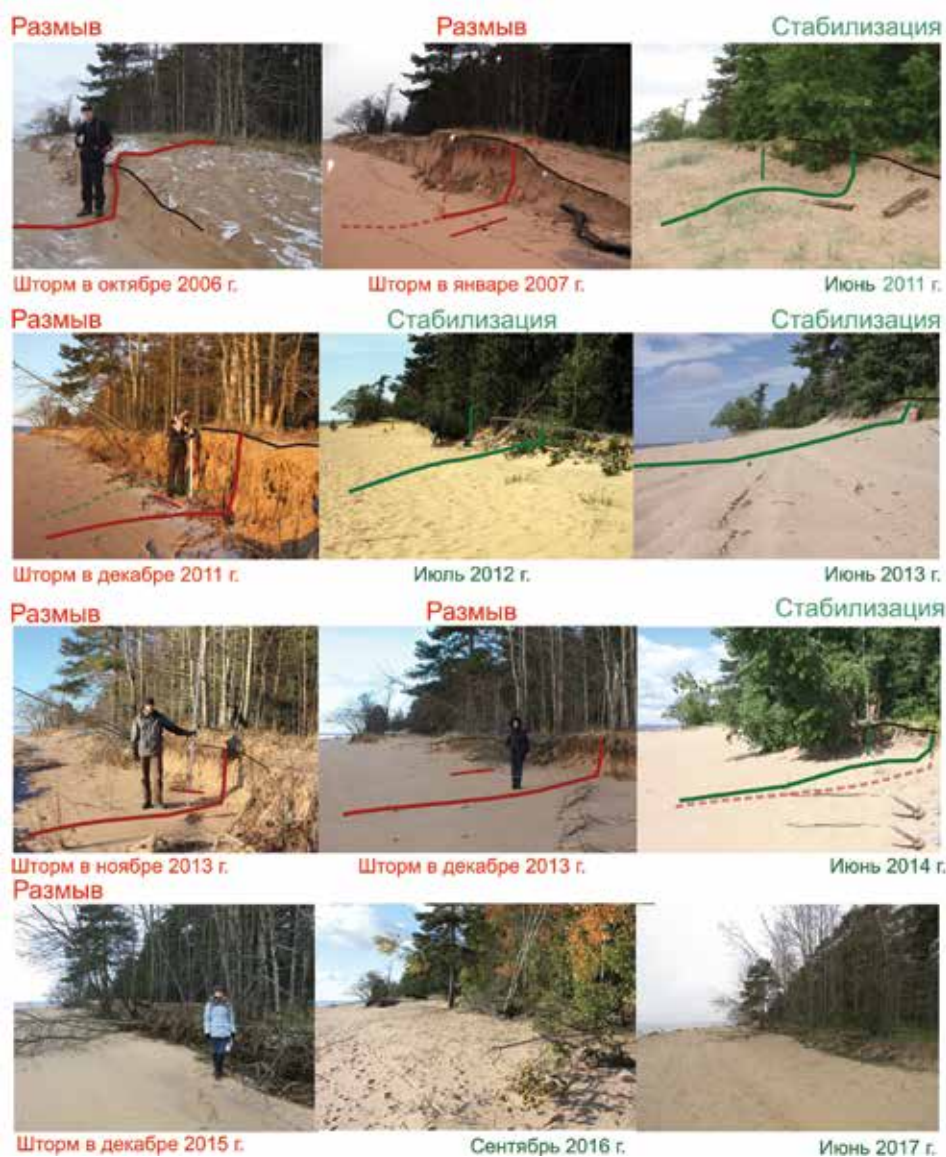 Размыв
Размыв
Стабилизация
Шторм в октябре 2006 г.
Шторм в январе 2007 г.
Июнь 2011 г.
Размыв
Стабилизация
Стабилизация
Шторм в декабре 2011 г.
Июль 2012 г.
Июнь 2013 г.
Размыв
Размыв
Стабилизация
Шторм в ноябре 2013 г.
Шторм в декабре 2013 г.
Июнь 2014 г.
Размыв
Шторм в декабре 2015 г.
Сентябрь 2016 г.
Июнь 2017 г.